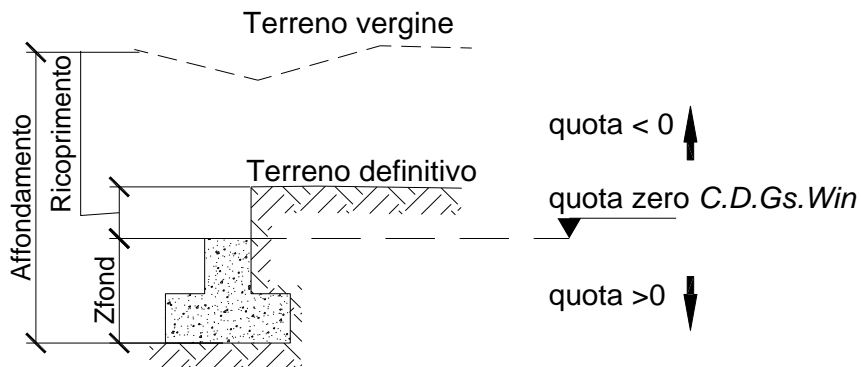 Terreno vergine
Affondamento
Ricoprimento
quota < 0
Terreno definitivo
quota zero C.D.Gs.Win
Zfond
quota >0